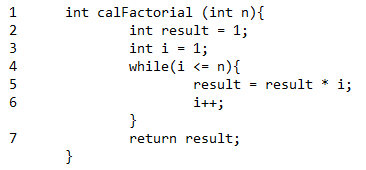 1 int calFactorial (int n){
2 int result = 1;
3 int i = 1;
4 while(i <= n){
5 result = result * i;
6 i++;
}
7 return result;
}